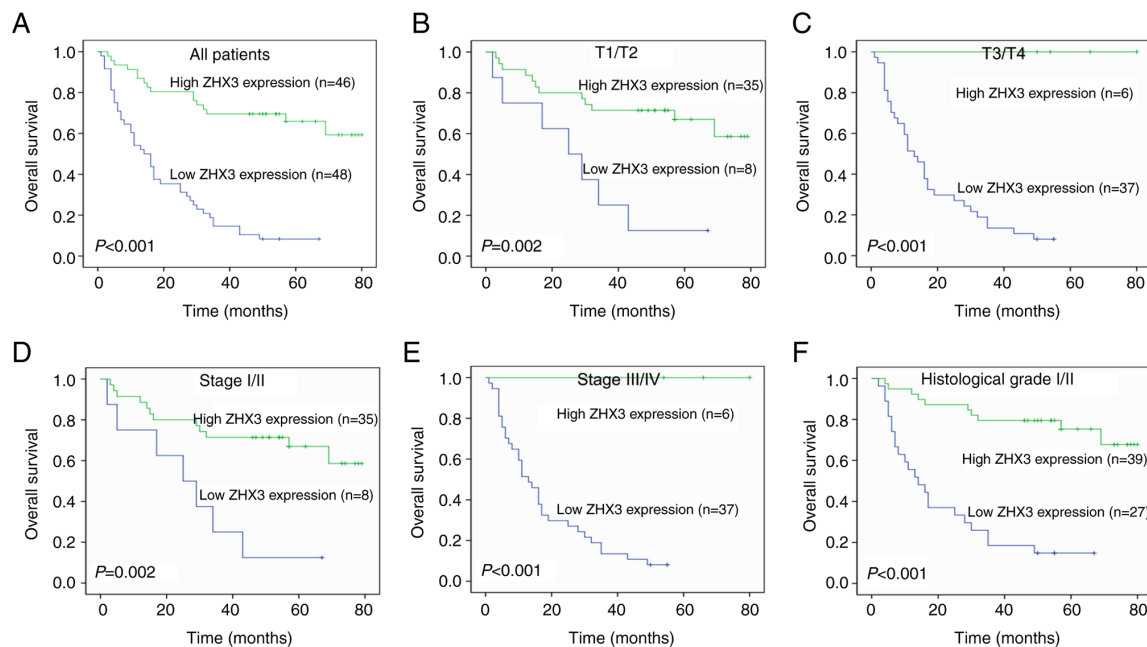 A
All patients
1.0
High ZHX3 expression (n=46)
0.8
0.6
Low ZHX3 expression (n=48)
0.4
0.2
P<0.001
0.0
Overall survival
0 20 40 60 80
Time (months)
B
T1/T2
1.0
High ZHX3 expression (n=35)
0.8
0.6
Low ZHX3 expression (n=8)
0.4
0.2
P=0.002
0.0
Overall survival
0 20 40 60 80
Time (months)
C
T3/T4
1.0
High ZHX3 expression (n=6)
0.8
0.6
0.4
Low ZHX3 expression (n=37)
0.2
P<0.001
0.0
Overall survival
0 20 40 60 80
Time (months)
D
Stage I/II
1.0
High ZHX3 expression (n=35)
0.8
0.6
Low ZHX3 expression (n=8)
0.4
0.2
P=0.002
0.0
Overall survival
0 20 40 60 80
Time (months)
E
Stage III/IV
1.0
High ZHX3 expression (n=6)
0.8
0.6
Low ZHX3 expression (n=37)
0.4
0.2
P<0.001
0.0
Overall survival
0 20 40 60 80
Time (months)
F
Histological grade I/II
1.0
0.8
High ZHX3 expression (n=39)
0.6
0.4
Low ZHX3 expression (n=27)
0.2
P<0.001
0.0
Overall survival
0 20 40 60 80
Time (months)